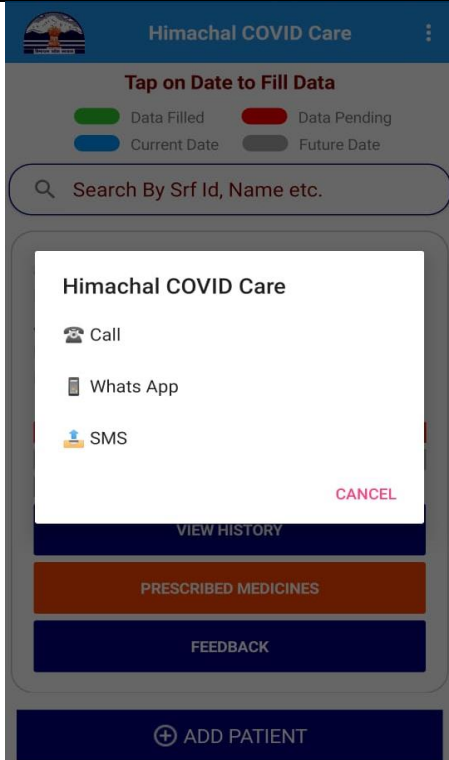 Himachal COVID Care
Tap on Date to Fill Data
Data Filled
Data Pending
Current Date
Future Date
Search By Srf Id, Name etc.
Himachal COVID Care
Call
Whats App
SMS
CANCEL
VIEW HISTORY
PRESCRIBED MEDICINES
FEEDBACK
ADD PATIENT